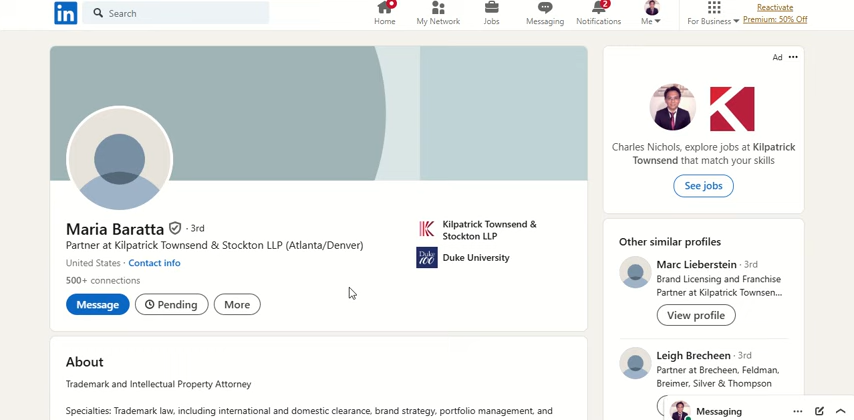 in
Search
2
Home
My Network
Jobs
Messaging
Notifications
Me
For Business
Reactivate
Premium: 50% Off
Maria Baratta · 3rd
Partner at Kilpatrick Townsend & Stockton LLP (Atlanta/Denver)
United States · Contact info
500+ connections
Message
Pending
More
Kilpatrick Townsend &
Stockton LLP
Duke
100
Duke University
About
Trademark and Intellectual Property Attorney
Specialties: Trademark law, including international and domestic clearance, brand strategy, portfolio management, and
Ad
Charles Nichols, explore jobs at Kilpatrick
Townsend that match your skills
See jobs
Other similar profiles
Marc Lieberstein · 3rd
Brand Licensing and Franchise
Partner at Kilpatrick Townsen...
View profile
Leigh Brecheen · 3rd
Partner at Brecheen, Feldman,
Breimer, Silver & Thompson
Messaging